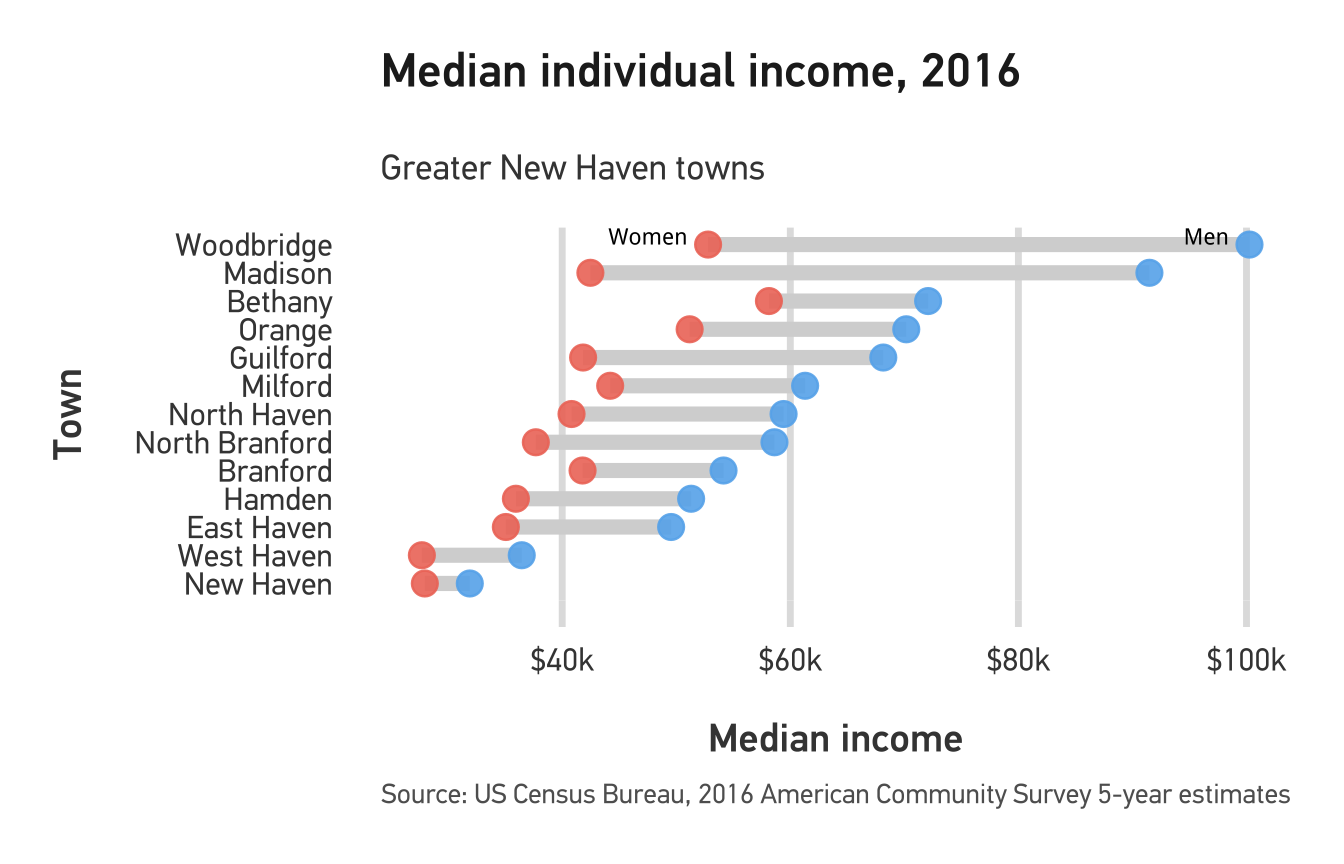 Median individual income, 2016
Greater New Haven towns
Women
Men
Woodbridge
Madison
Bethany
Orange
Guilford
Milford
North Haven
North Branford
Branford
Hamden
East Haven
West Haven
New Haven
Town
$40k $60k $80k $100k
Median income
Source: US Census Bureau, 2016 American Community Survey 5-year estimates